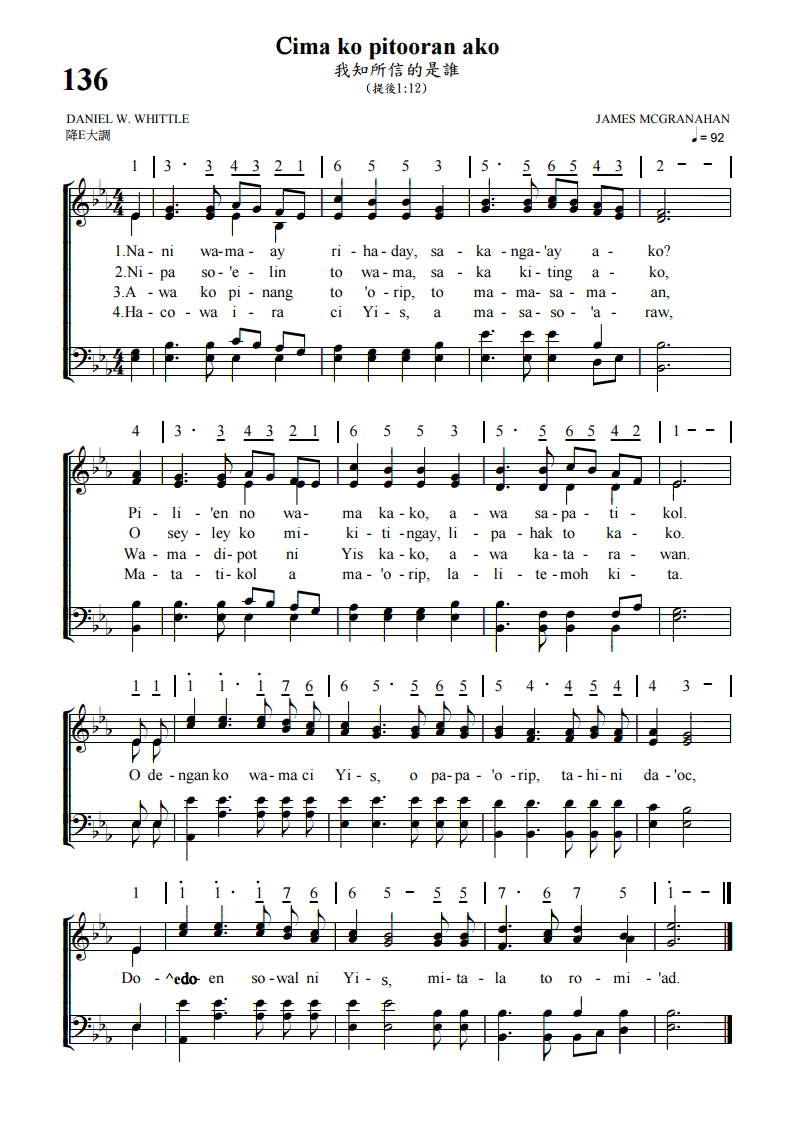 Cima ko pitooran ako
我知所信的是誰
(提後1:12)
136
DANIEL W. WHITTLE
JAMES MCGRANAHAN
降E大調
♩= 92
1 | 3 · 3 4 3 2 1 | 6 5 5 3 | 5 · 5 6 5 4 3 | 2 - - |
1.Na - ni wa-ma - ay ri - ha-day, sa - ka - nga-'ay a - ko?
2.Ni - pa so-'e - lin to wa-ma, sa - ka ki - ting a - ko,
3.A - wa ko pi - nang to 'o-rip, to ma - ma-sa-ma - an,
4.Ha - co - wa i - ra ci Yis, a ma - sa-so-'a - raw,
4 | 3 · 3 4 3 2 1 | 6 5 5 3 | 5 · 5 6 5 4 2 | 1 - - |
Pi - li-'en no wa - ma ka-ko, a - wa sa-pa - ti - kol.
O sey - ley ko mi - ki - ti-ngay, li - pa-hak to ka - ko.
Wa - ma - di-pot ni Yis ka-ko, a - wa ka-ta - ra - wan.
Ma - ta - ti-kol a ma-'o-rip, la - li - te-moh ki - ta.
1 1 | 1 1 · 1 7 6 | 6 5 · 5 6 5 | 5 4 · 4 5 4 | 4 3 - |
O de-ngan ko wa-ma ci Yi - s, o pa-pa-'o-rip, ta-hi-ni da-'oc,
1 | 1 1 · 1 7 6 | 6 5 - 5 5 | 7 · 6 7 5 | 1 - - ||
Do-^edo-en so-wal ni Yi - s, mi-ta-la to ro-mi-'ad.